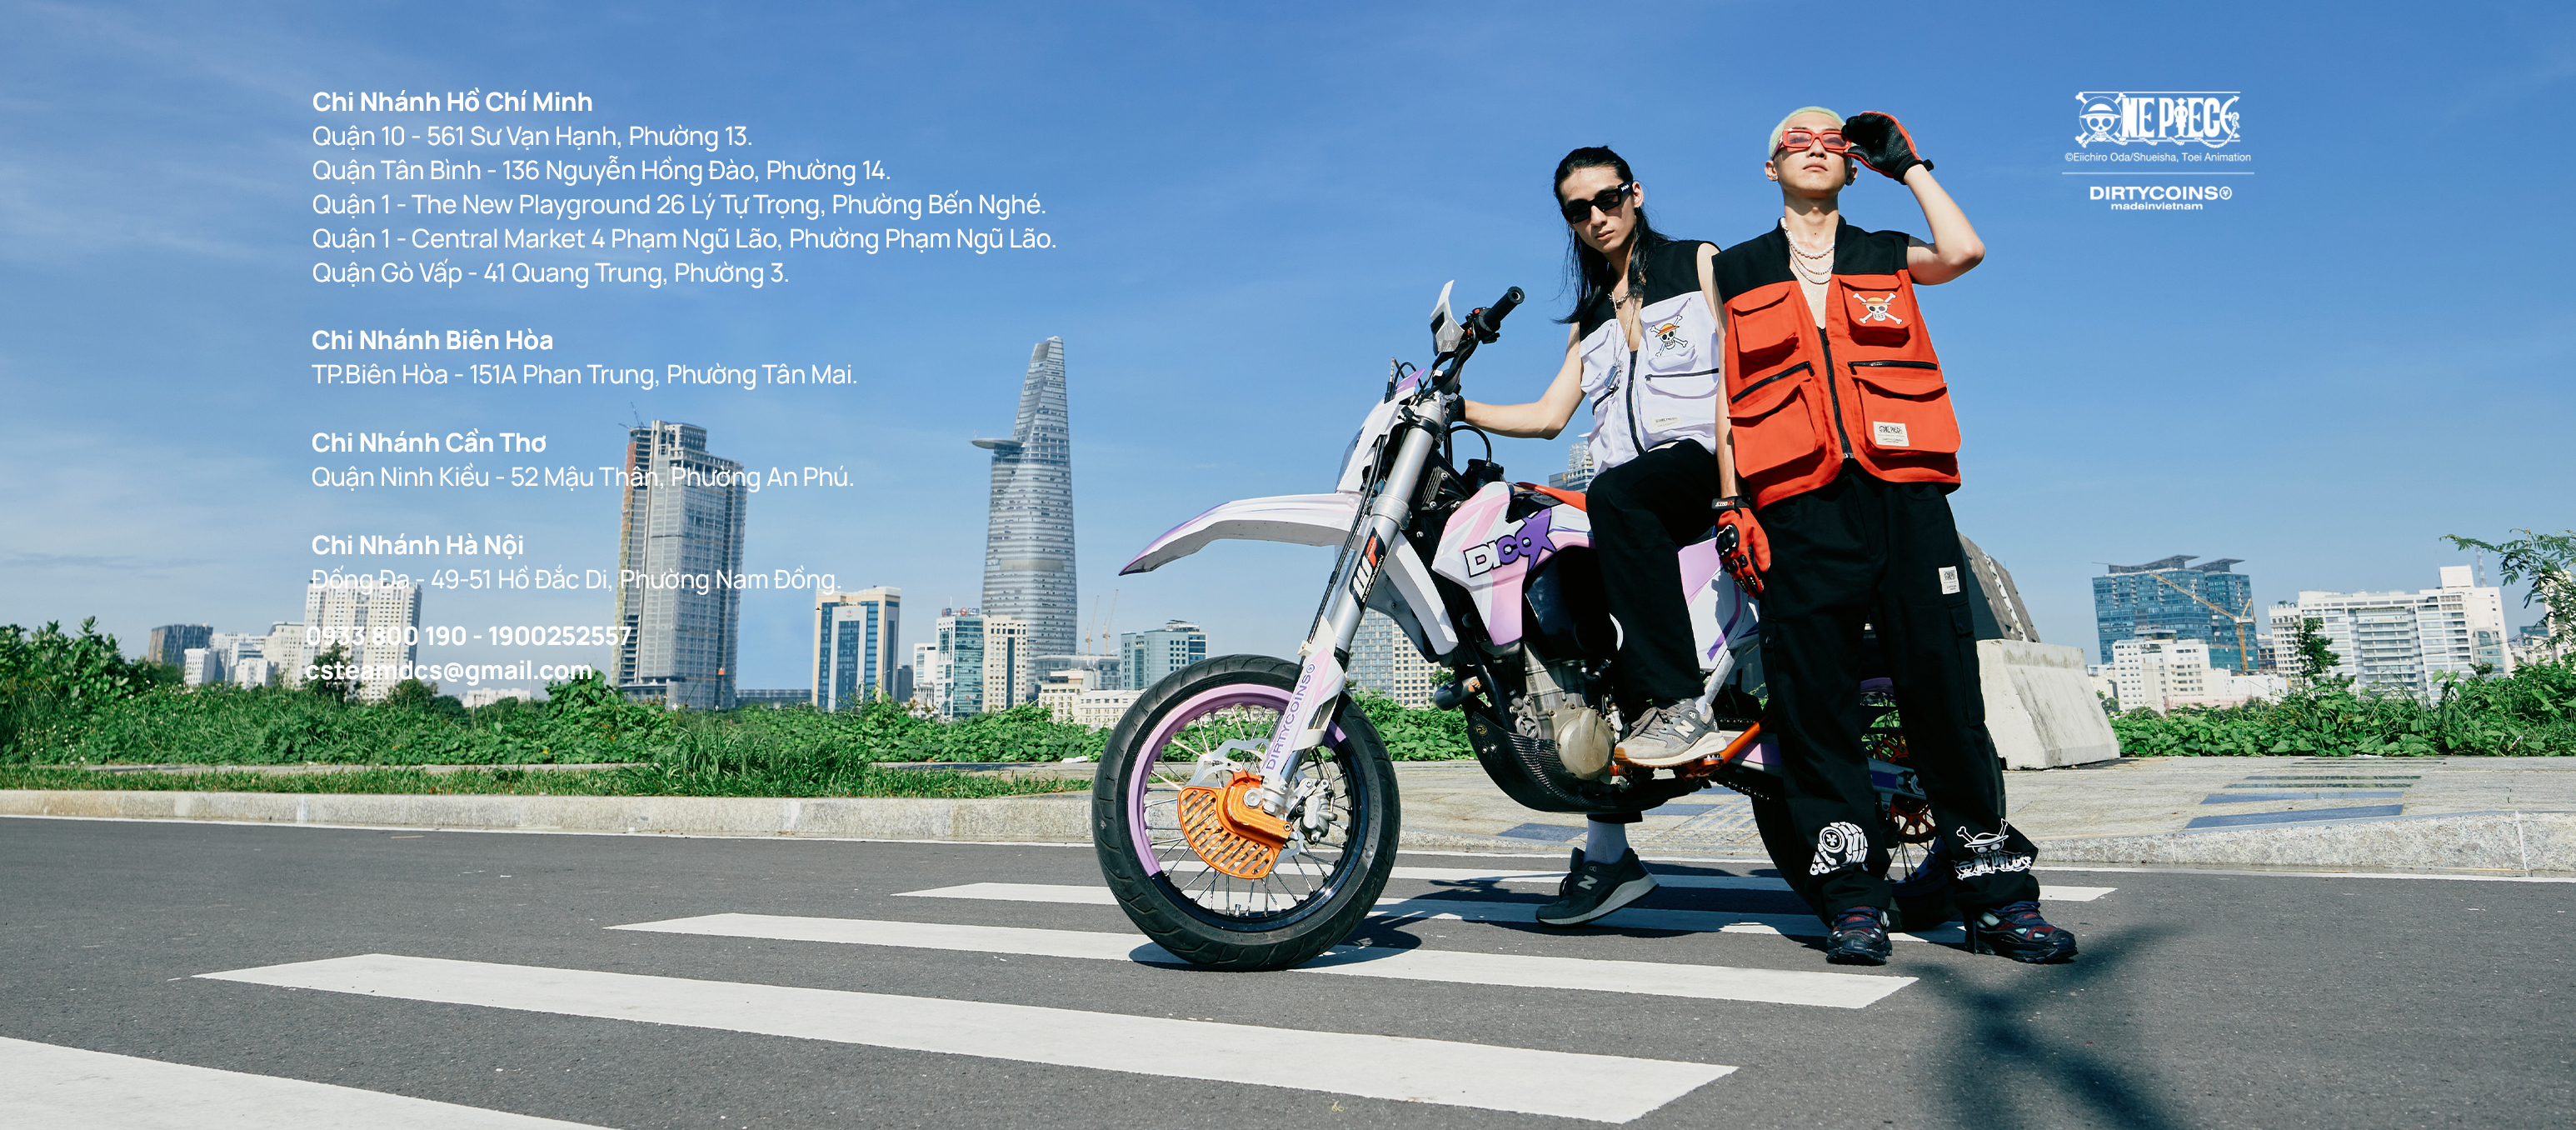 Chi Nhánh Hồ Chí Minh
Quận 10 - 561 Sư Vạn Hạnh, Phường 13.
Quận Tân Bình - 136 Nguyễn Hồng Đào, Phường 14.
Quận 1 - The New Playground 26 Lý Tự Trọng, Phường Bến Nghé.
Quận 1 - Central Market 4 Phạm Ngũ Lão, Phường Phạm Ngũ Lão.
Quận Gò Vấp - 41 Quang Trung, Phường 3.
Chi Nhánh Biên Hòa
TP.Biên Hòa - 151A Phan Trung, Phường Tân Mai.
Chi Nhánh Cần Thơ
Quận Ninh Kiều - 52 Mậu Thân, Phường An Phú.
Chi Nhánh Hà Nội
Đống Đa - 49-51 Hồ Đắc Di, Phường Nam Đồng.
0933 800 190 - 1900252557
csteamdcs@gmail.com
ONE PIECE
©Eiichiro Oda/Shueisha, Toei Animation
DIRTYCOINS
madeinvietnam
DICO
DIRTYCOINS
ONE PIECE